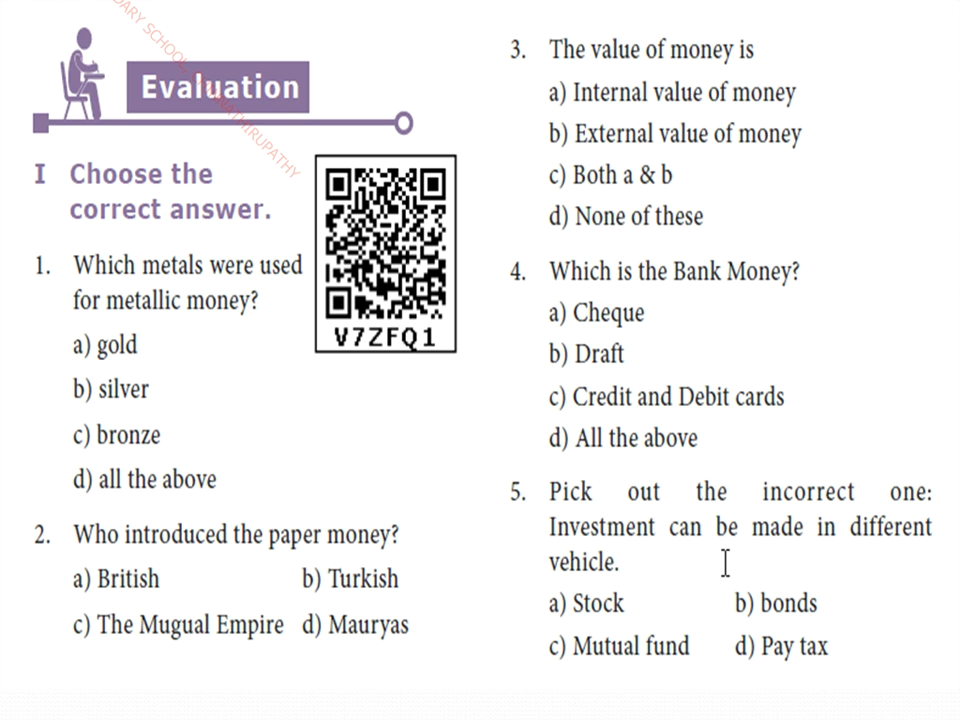 DARY SCHOOL
Evaluation
I Choose the
correct answer.
V7ZFQ1
1. Which metals were used
for metallic money?
a) gold
b) silver
c) bronze
d) all the above
2. Who introduced the paper money?
a) British b) Turkish
c) The Mugual Empire d) Mauryas
3. The value of money is
a) Internal value of money
b) External value of money
c) Both a & b
d) None of these
4. Which is the Bank Money?
a) Cheque
b) Draft
c) Credit and Debit cards
d) All the above
5. Pick out the incorrect one:
Investment can be made in different
vehicle.
a) Stock b) bonds
c) Mutual fund d) Pay tax